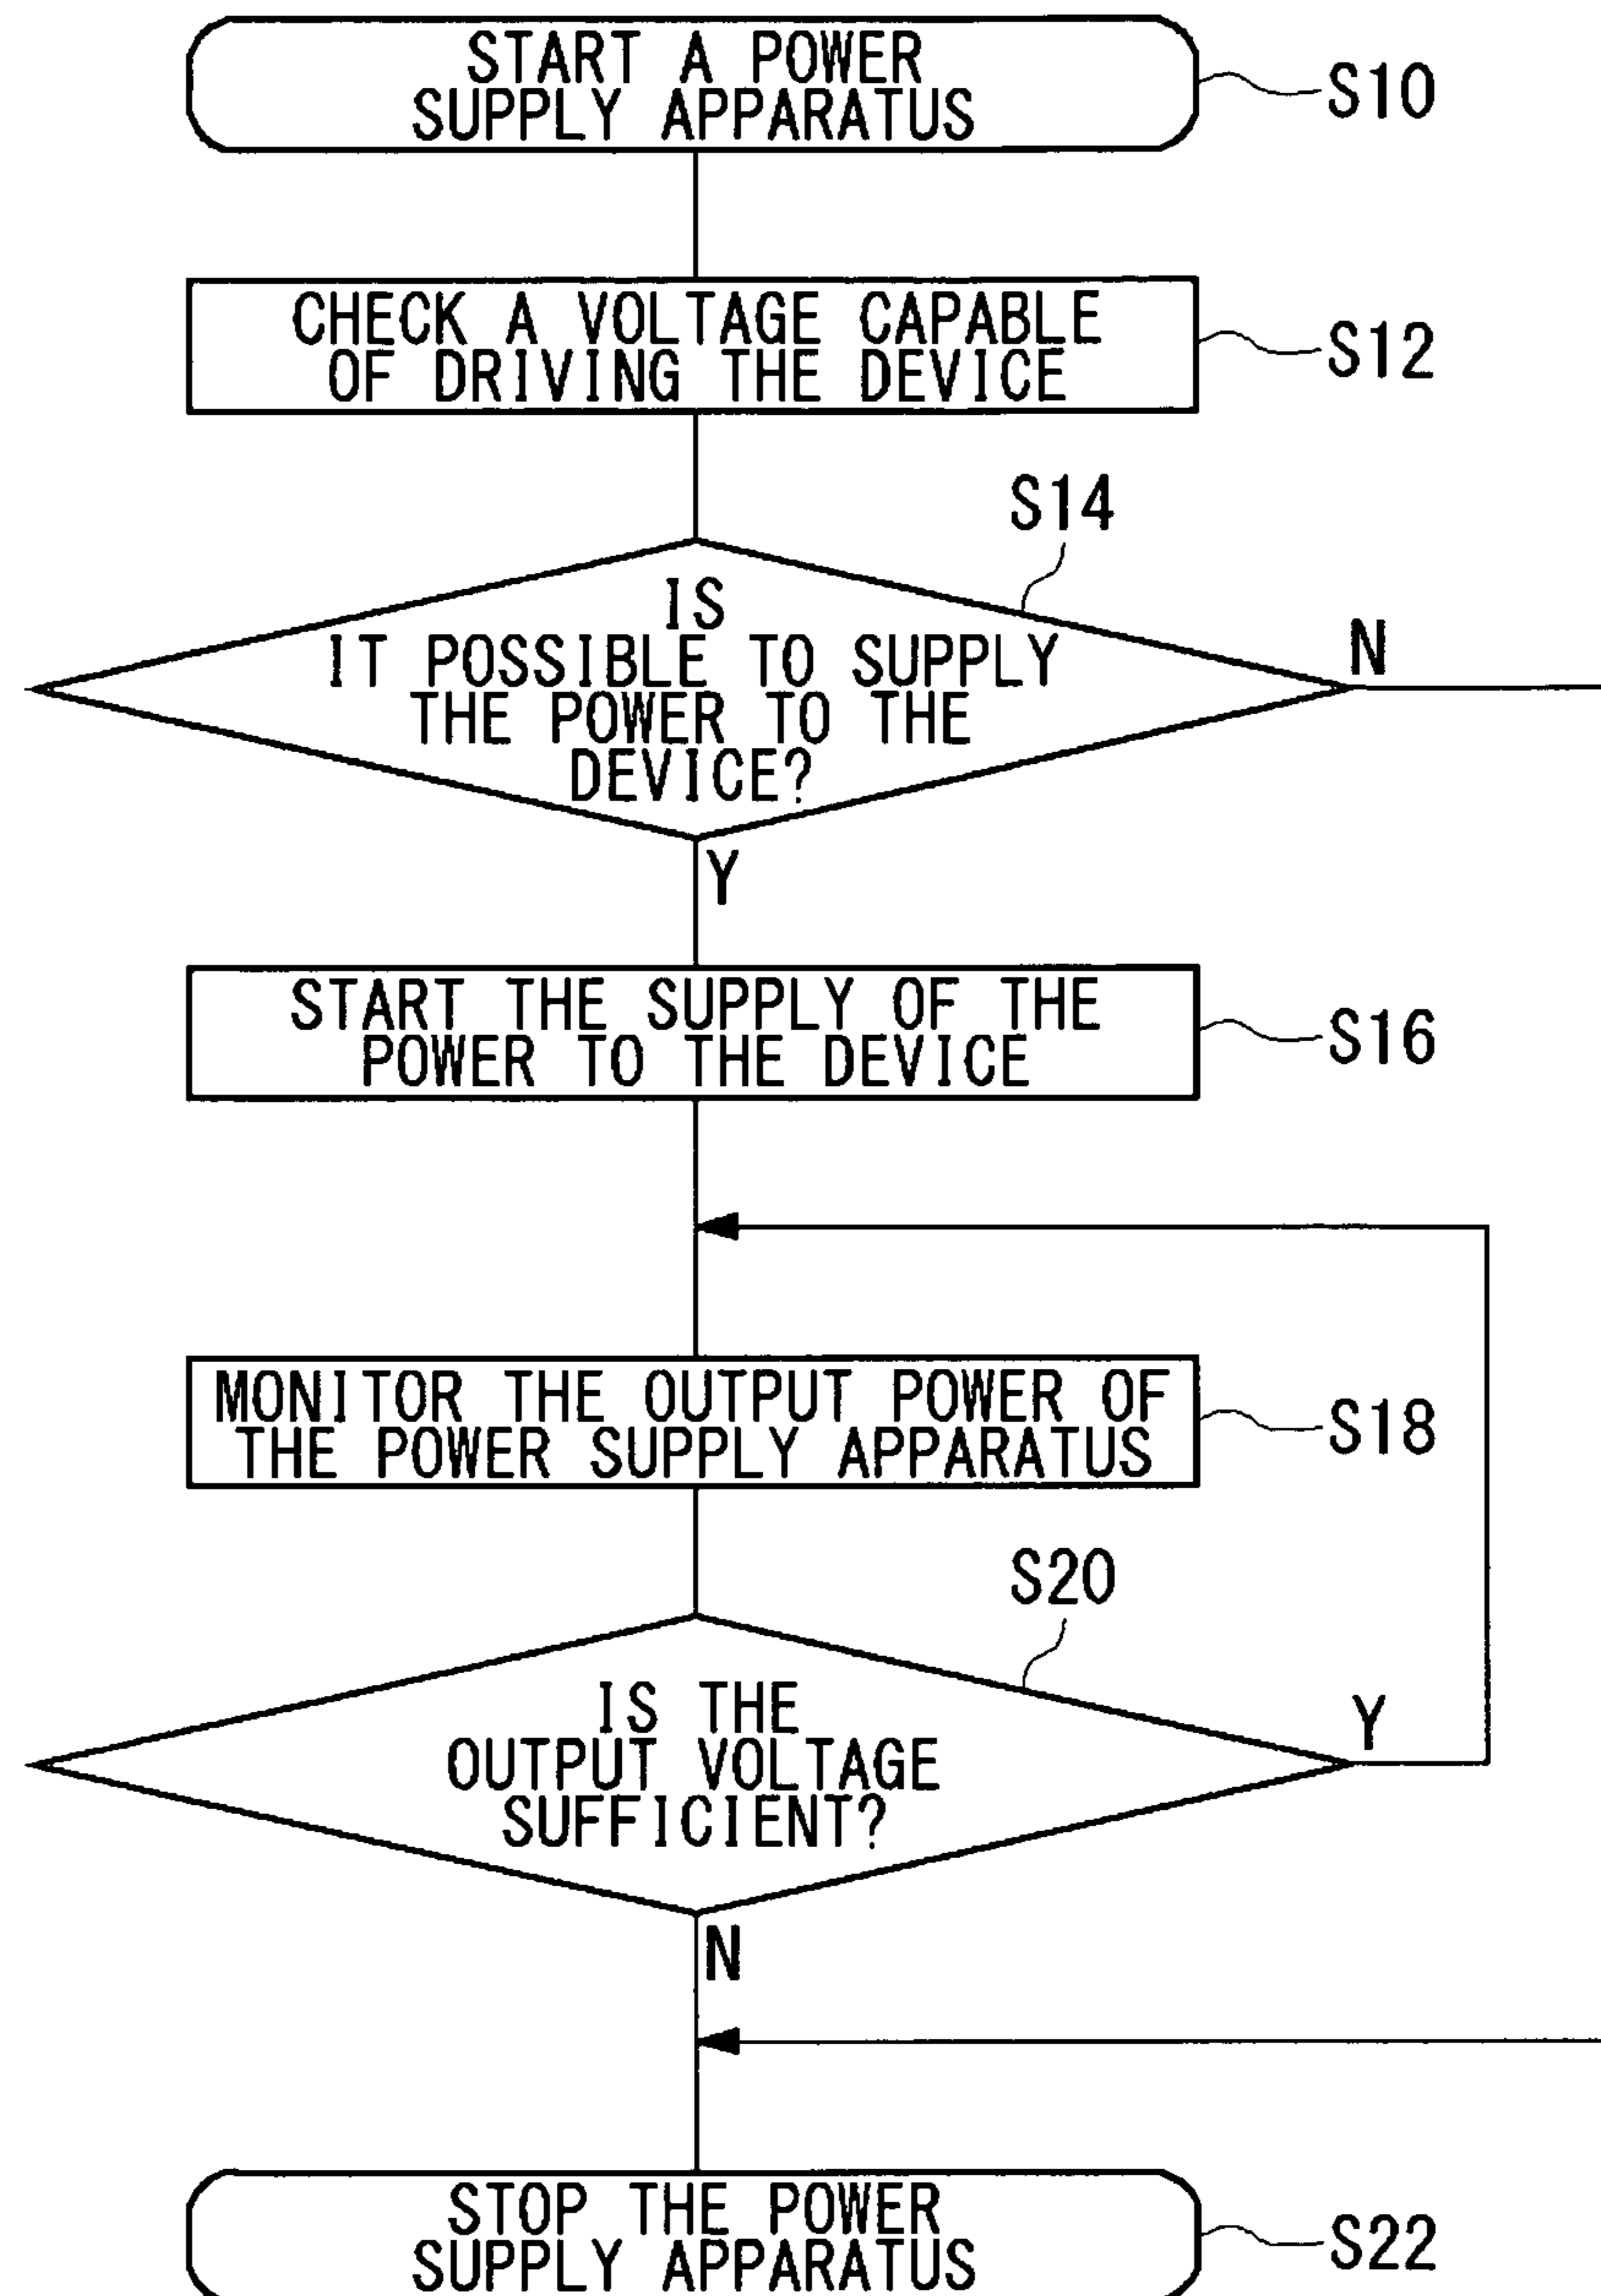 START A POWER
SUPPLY APPARATUS
S10
CHECK A VOLTAGE CAPABLE
OF DRIVING THE DEVICE
S12
S14
IS
IT POSSIBLE TO SUPPLY
THE POWER TO THE
DEVICE?
N
Y
START THE SUPPLY OF THE
POWER TO THE DEVICE
S16
MONITOR THE OUTPUT POWER OF
THE POWER SUPPLY APPARATUS
S18
S20
IS THE
OUTPUT VOLTAGE
SUFFICIENT?
Y
N
STOP THE POWER
SUPPLY APPARATUS
S22